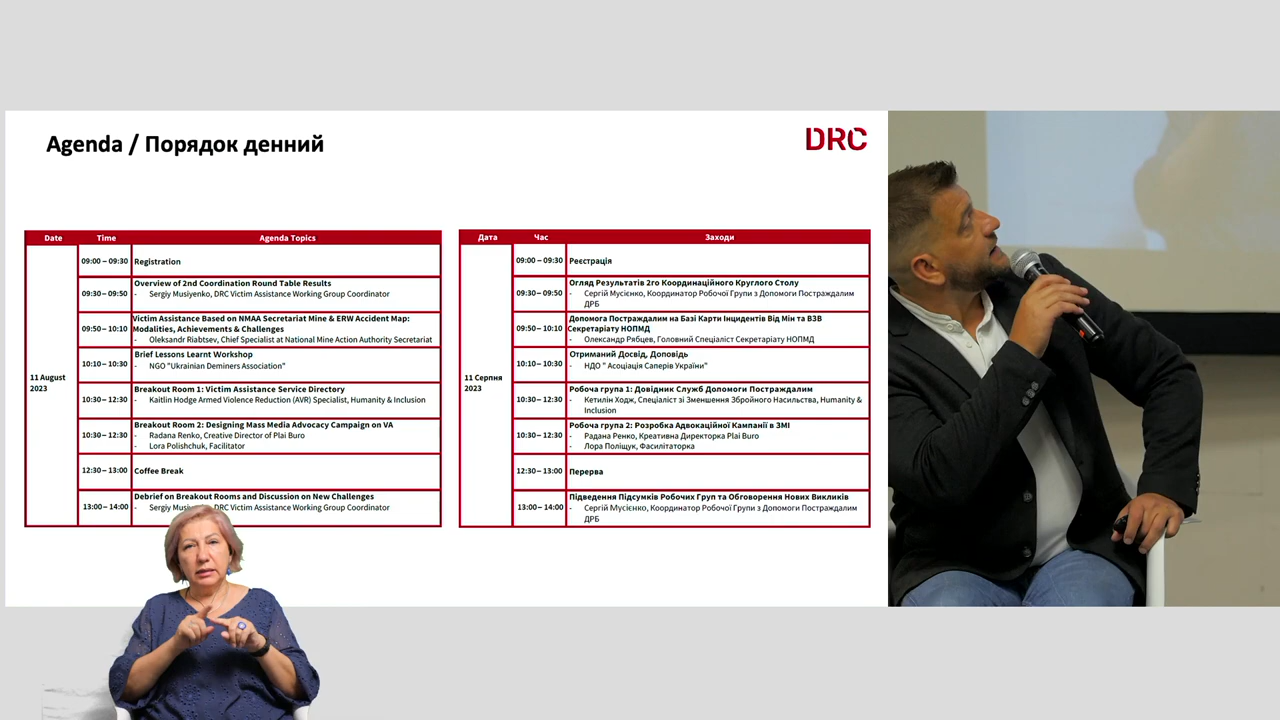 Agenda / Порядок денний
DRC
Date Time Agenda Topics
11 August
2023
09:00 – 09:30 Registration
09:30 – 09:50 Overview of 2nd Coordination Round Table Results
- Sergiy Musiyenko, DRC Victim Assistance Working Group Coordinator
09:50 – 10:10 Victim Assistance Based on NMAA Secretariat Mine & ERW Accident Map:
Modalities, Achievements & Challenges
- Oleksandr Riabtsev, Chief Specialist at National Mine Action Authority Secretariat
10:10 – 10:30 Brief Lessons Learnt Workshop
- NGO "Ukrainian Deminers Association"
10:30 – 12:30 Breakout Room 1: Victim Assistance Service Directory
- Kaitlin Hodge Armed Violence Reduction (AVR) Specialist, Humanity & Inclusion
10:30 – 12:30 Breakout Room 2: Designing Mass Media Advocacy Campaign on VA
- Radana Renko, Creative Director of Plai Buro
- Lora Polishchuk, Facilitator
12:30 – 13:00 Coffee Break
13:00 – 14:00 Debrief on Breakout Rooms and Discussion on New Challenges
- Sergiy DRC Victim Assistance Working Group Coordinator
Дата Час Заходи
11 Серпня
2023
09:00 – 09:30 Реєстрація
09:30 – 09:50 Огляд Результатів 2го Координаційного Круглого Столу
- Сергій Мусієнко, Координатор Робочої Групи з Допомоги Постраждалим
ДРБ
09:50 – 10:10 Допомога Постраждалим на Базі Карти Інцидентів Від Мін та ВЗВ
Секретаріату НОПМД
- Олександр Рябцев, Головний Спеціаліст Секретаріату НОПМД
10:10 – 10:30 Отриманий Досвід, Доповідь
- НДО " Асоціація Саперів України"
10:30 – 12:30 Робоча група 1: Довідник Служб Допомоги Постраждалим
- Кетилін Ходж, Спеціаліст зі Зменшення Збройного Насильства, Humanity &
Inclusion
10:30 – 12:30 Робоча група 2: Розробка Адвокаційної Кампанії в ЗМІ
- Радана Ренко, Креативна Директорка Plai Buro
- Лора Поліщук, Фасилітаторка
12:30 – 13:00 Перерва
13:00 – 14:00 Підведення Підсумків Робочих Груп та Обговорення Нових Викликів
- Сергій Мусієнко, Координатор Робочої Групи з Допомоги Постраждалим
ДРБ